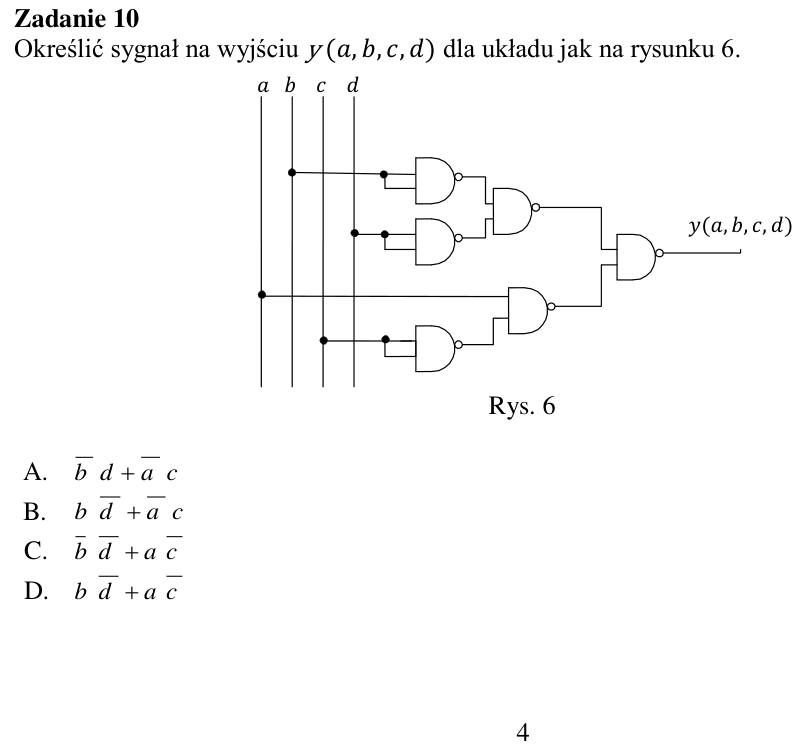 Zadanie 10
Określić sygnał na wyjściu y(a, b, c, d) dla układu jak na rysunku 6.
a b c d
y(a, b, c, d)
Rys. 6
A. b̅ d + a̅ c
B. b d̅ + a̅ c
C. b̅ d̅ + a c̅
D. b d̅ + a c̅
4